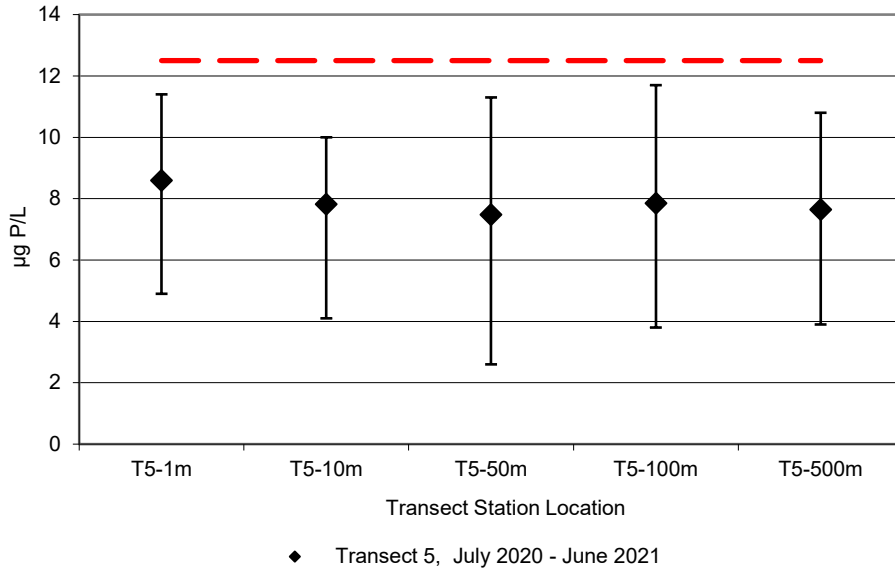 14
12
10
8
6
4
2
0
µg P/L
T5-1m T5-10m T5-50m T5-100m T5-500m
Transect Station Location
Transect 5, July 2020 - June 2021